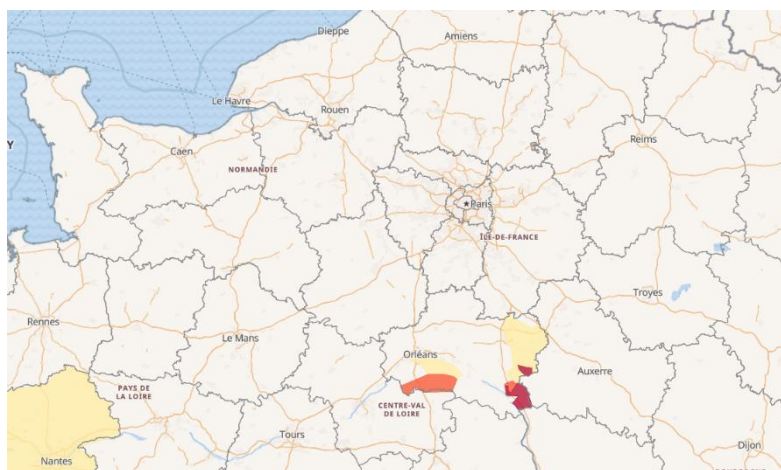 Dieppe
Amiens
Le Havre
Rouen
Reims
Y
Caen
NORMANDIE
★Paris
ÎLE-DE-FRANCE
Troyes
Rennes
Le Mans
Orléans
Auxerre
PAYS DE
LA LOIRE
CENTRE-VAL
DE LOIRE
Tours
Dijon
Nantes